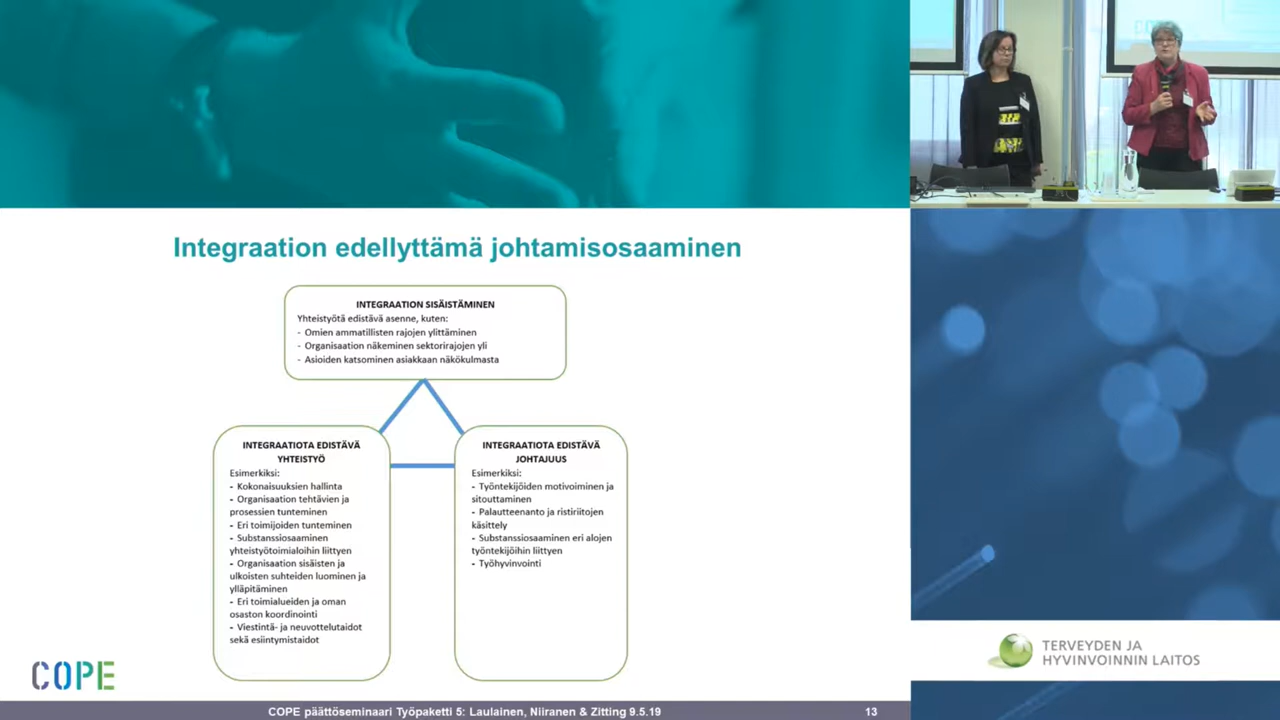 Integraation edellyttämä johtamisosaaminen
INTEGRAATION SISÄISTÄMINEN
Yhteistyötä edistävä asenne, kuten:
- Omien ammatillisten rajojen ylittäminen
- Organisaation näkeminen sektorirajojen yli
- Asioiden katsominen asiakkaan näkökulmasta
INTEGRAATIOTA EDISTÄVÄ
YHTEISTYÖ
Esimerkiksi:
- Kokonaisuuksien hallinta
- Organisaation tehtävien ja
prosessien tunteminen
- Eri toimijoiden tunteminen
- Substanssiosaaminen
yhteistyötoimialoihin liittyen
- Organisaation sisäisten ja
ulkoisten suhteiden luominen ja
ylläpitäminen
- Eri toimialueiden ja oman
osaston koordinointi
- Viestintä- ja neuvottelutaidot
sekä esiintymistaidot
INTEGRAATIOTA EDISTÄVÄ
JOHTAJUUS
Esimerkiksi:
- Työntekijöiden motivoiminen ja
sitouttaminen
- Palautteenanto ja ristiriitojen
käsittely
- Substanssiosaaminen eri alojen
työntekijöihin liittyen
- Työhyvinvointi
COPE
COPE päättöseminaari Työpaketti 5: Laulainen, Niiranen & Zitting 9.5.19
13
TERVEYDEN JA
HYVINVOINNIN LAITOS